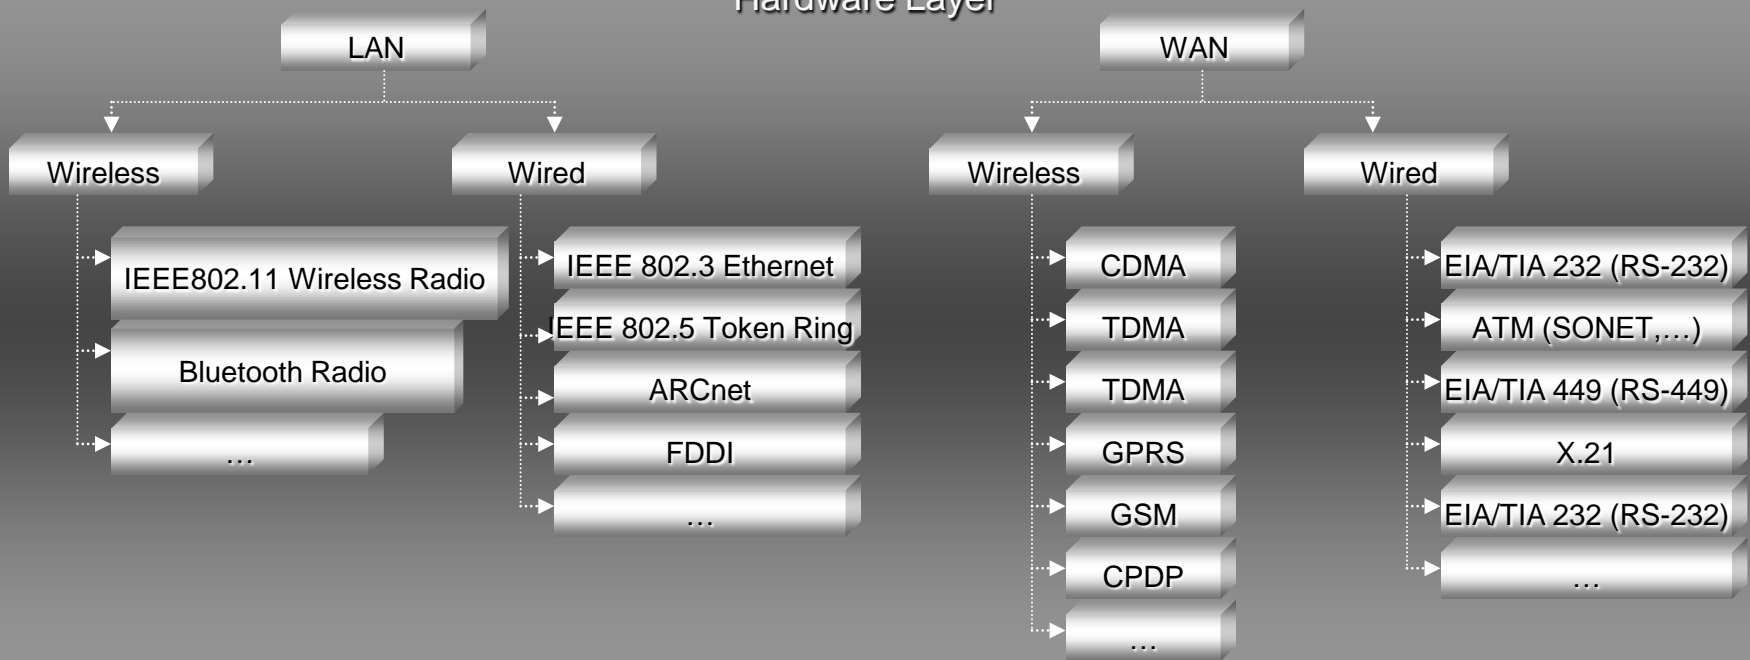 Hardware Layer
LAN
Wireless
IEEE802.11 Wireless Radio
Bluetooth Radio
…
Wired
IEEE 802.3 Ethernet
IEEE 802.5 Token Ring
ARCnet
FDDI
…
WAN
Wireless
CDMA
TDMA
TDMA
GPRS
GSM
CPDP
…
Wired
EIA/TIA 232 (RS-232)
ATM (SONET,…)
EIA/TIA 449 (RS-449)
X.21
EIA/TIA 232 (RS-232)
…